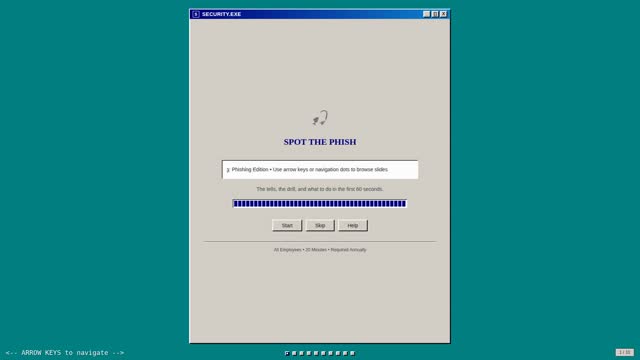 SECURITY.EXE
SPOT THE PHISH
Phishing Edition • Use arrow keys or navigation dots to browse slides
The tells, the drill, and what to do in the first 60 seconds.
Start Skip Help
All Employees • 20 Minutes • Required Annually
<-- ARROW KEYS to navigate -->
1 / 10